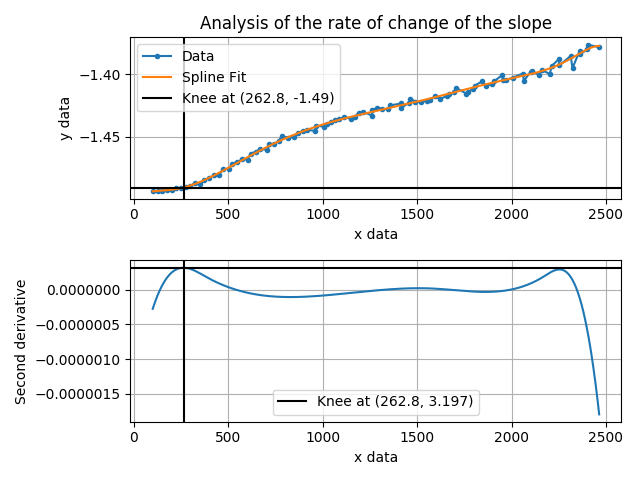 Analysis of the rate of change of the slope
Data
Spline Fit
Knee at (262.8, -1.49)
−1.40
−1.45
y data
0 500 1000 1500 2000 2500
x data
0.0000000
−0.0000005
−0.0000010
−0.0000015
Second derivative
Knee at (262.8, 3.197)
0 500 1000 1500 2000 2500
x data